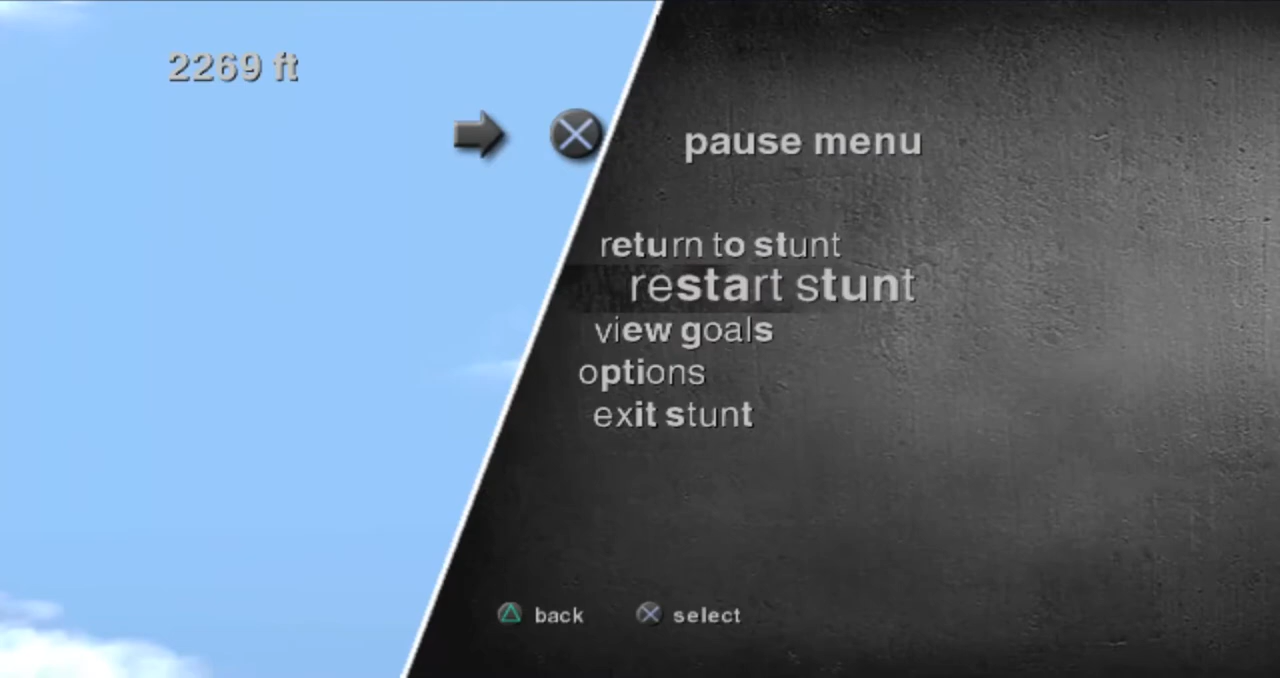 2269 ft
pause menu
return to stunt
restart stunt
view goals
options
exit stunt
back select